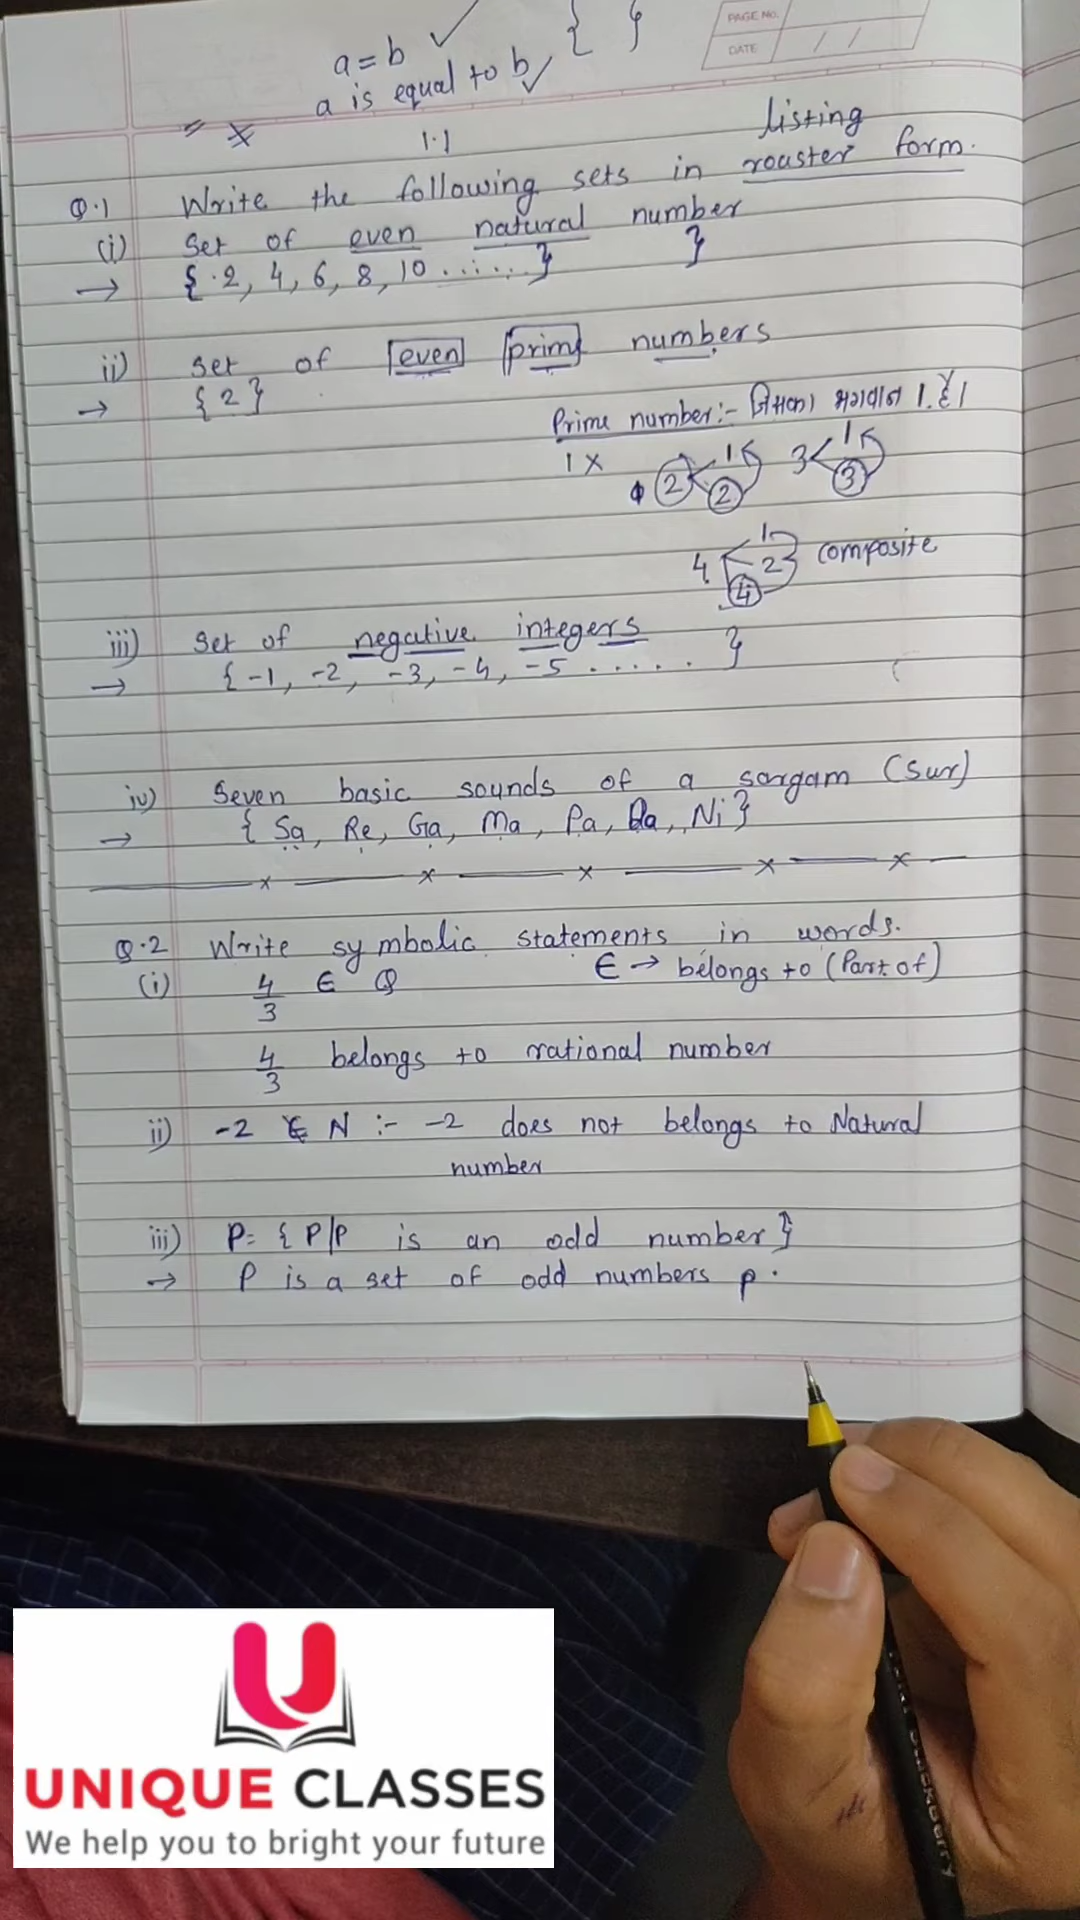 { }
PAGE NO.
DATE / /
a = b ✓
a is equal to b ✓
1.1
listing
Q.1 Write the following sets in roaster form.
(i) Set of even natural number
→ { 2, 4, 6, 8, 10 ........ } }
ii) Set of even prim numbers
→ { 2 }
Prime number :- भगवान 1.
1 X 2 1 2 3 1 3
4 1 2 4 composite
iii) Set of negative integers
→ { -1, -2, -3, -4, -5 ...... }
iv) Seven basic sounds of a sargam (sur)
→ { Sa, Re, Ga, Ma, Pa, Da, Ni }
Q.2 Write symbolic statements in words.
(i) 4/3 ∈ Q ∈ → belongs to (Part of)
4/3 belongs to rational number
ii) -2 ∉ N :- -2 does not belongs to Natural
number
iii) P = { P/P is an odd number }
→ P is a set of odd numbers p.
UNIQUE CLASSES
We help you to bright your future